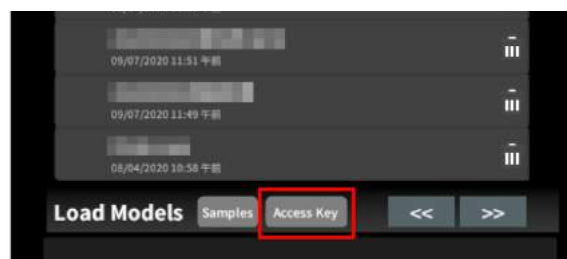 09/07/2020 11:51 午前
09/07/2020 11:49 午前
08/04/2020 10:58 午前
Load Models Samples Access Key << >>